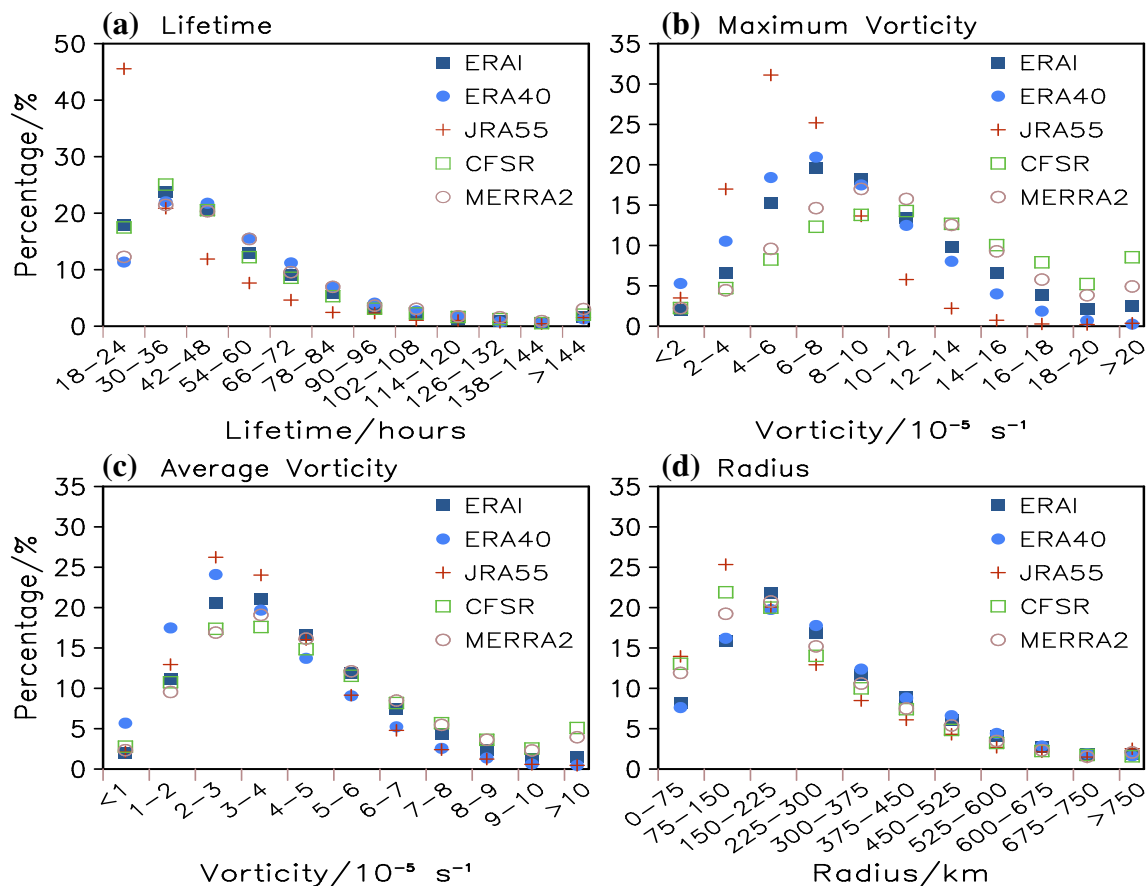 (a) Lifetime
Percentage/%
50
40
30
20
10
0
ERAI
ERA40
JRA55
CFSR
MERRA2
18–24
30–36
42–48
54–60
66–72
78–84
90–96
102–108
114–120
126–132
138–144
>144
Lifetime/hours
(b) Maximum Vorticity
35
30
25
20
15
10
5
0
ERAI
ERA40
JRA55
CFSR
MERRA2
<2
2–4
4–6
6–8
8–10
10–12
12–14
14–16
16–18
18–20
>20
Vorticity/10⁻⁵ s⁻¹
(c) Average Vorticity
Percentage/%
35
30
25
20
15
10
5
0
ERAI
ERA40
JRA55
CFSR
MERRA2
<1
1–2
2–3
3–4
4–5
5–6
6–7
7–8
8–9
9–10
>10
Vorticity/10⁻⁵ s⁻¹
(d) Radius
35
30
25
20
15
10
5
0
ERAI
ERA40
JRA55
CFSR
MERRA2
0–75
75–150
150–225
225–300
300–375
375–450
450–525
525–600
600–675
675–750
>750
Radius/km